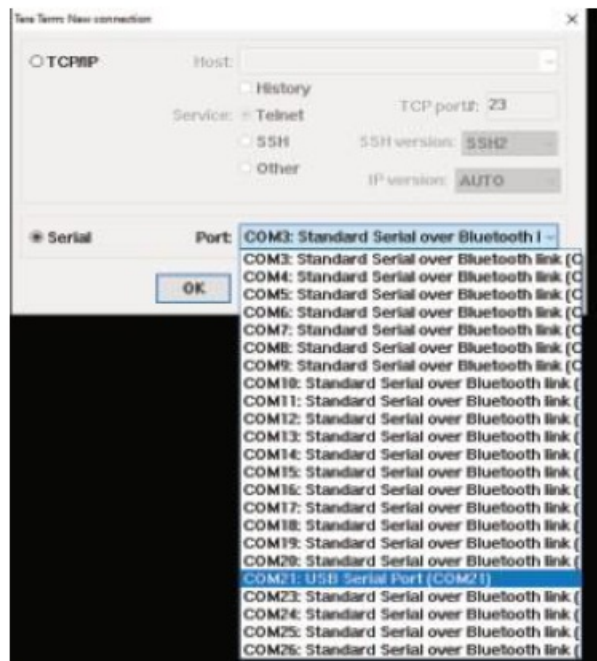 Tera Term: New connection
TCP/IP
Host:
History
Service:
Telnet
TCP port#: 23
SSH
SSH version: SSH2
Other
IP version: AUTO
Serial
Port: COM3: Standard Serial over Bluetooth l
OK
COM3: Standard Serial over Bluetooth link (C
COM4: Standard Serial over Bluetooth link (C
COM5: Standard Serial over Bluetooth link (C
COM6: Standard Serial over Bluetooth link (C
COM7: Standard Serial over Bluetooth link (C
COM8: Standard Serial over Bluetooth link (C
COM9: Standard Serial over Bluetooth link (C
COM10: Standard Serial over Bluetooth link (
COM11: Standard Serial over Bluetooth link (
COM12: Standard Serial over Bluetooth link (
COM13: Standard Serial over Bluetooth link (
COM14: Standard Serial over Bluetooth link (
COM15: Standard Serial over Bluetooth link (
COM16: Standard Serial over Bluetooth link (
COM17: Standard Serial over Bluetooth link (
COM18: Standard Serial over Bluetooth link (
COM19: Standard Serial over Bluetooth link (
COM20: Standard Serial over Bluetooth link (
COM21: USB Serial Port (COM21)
COM23: Standard Serial over Bluetooth link (
COM24: Standard Serial over Bluetooth link (
COM25: Standard Serial over Bluetooth link (
COM26: Standard Serial over Bluetooth link (